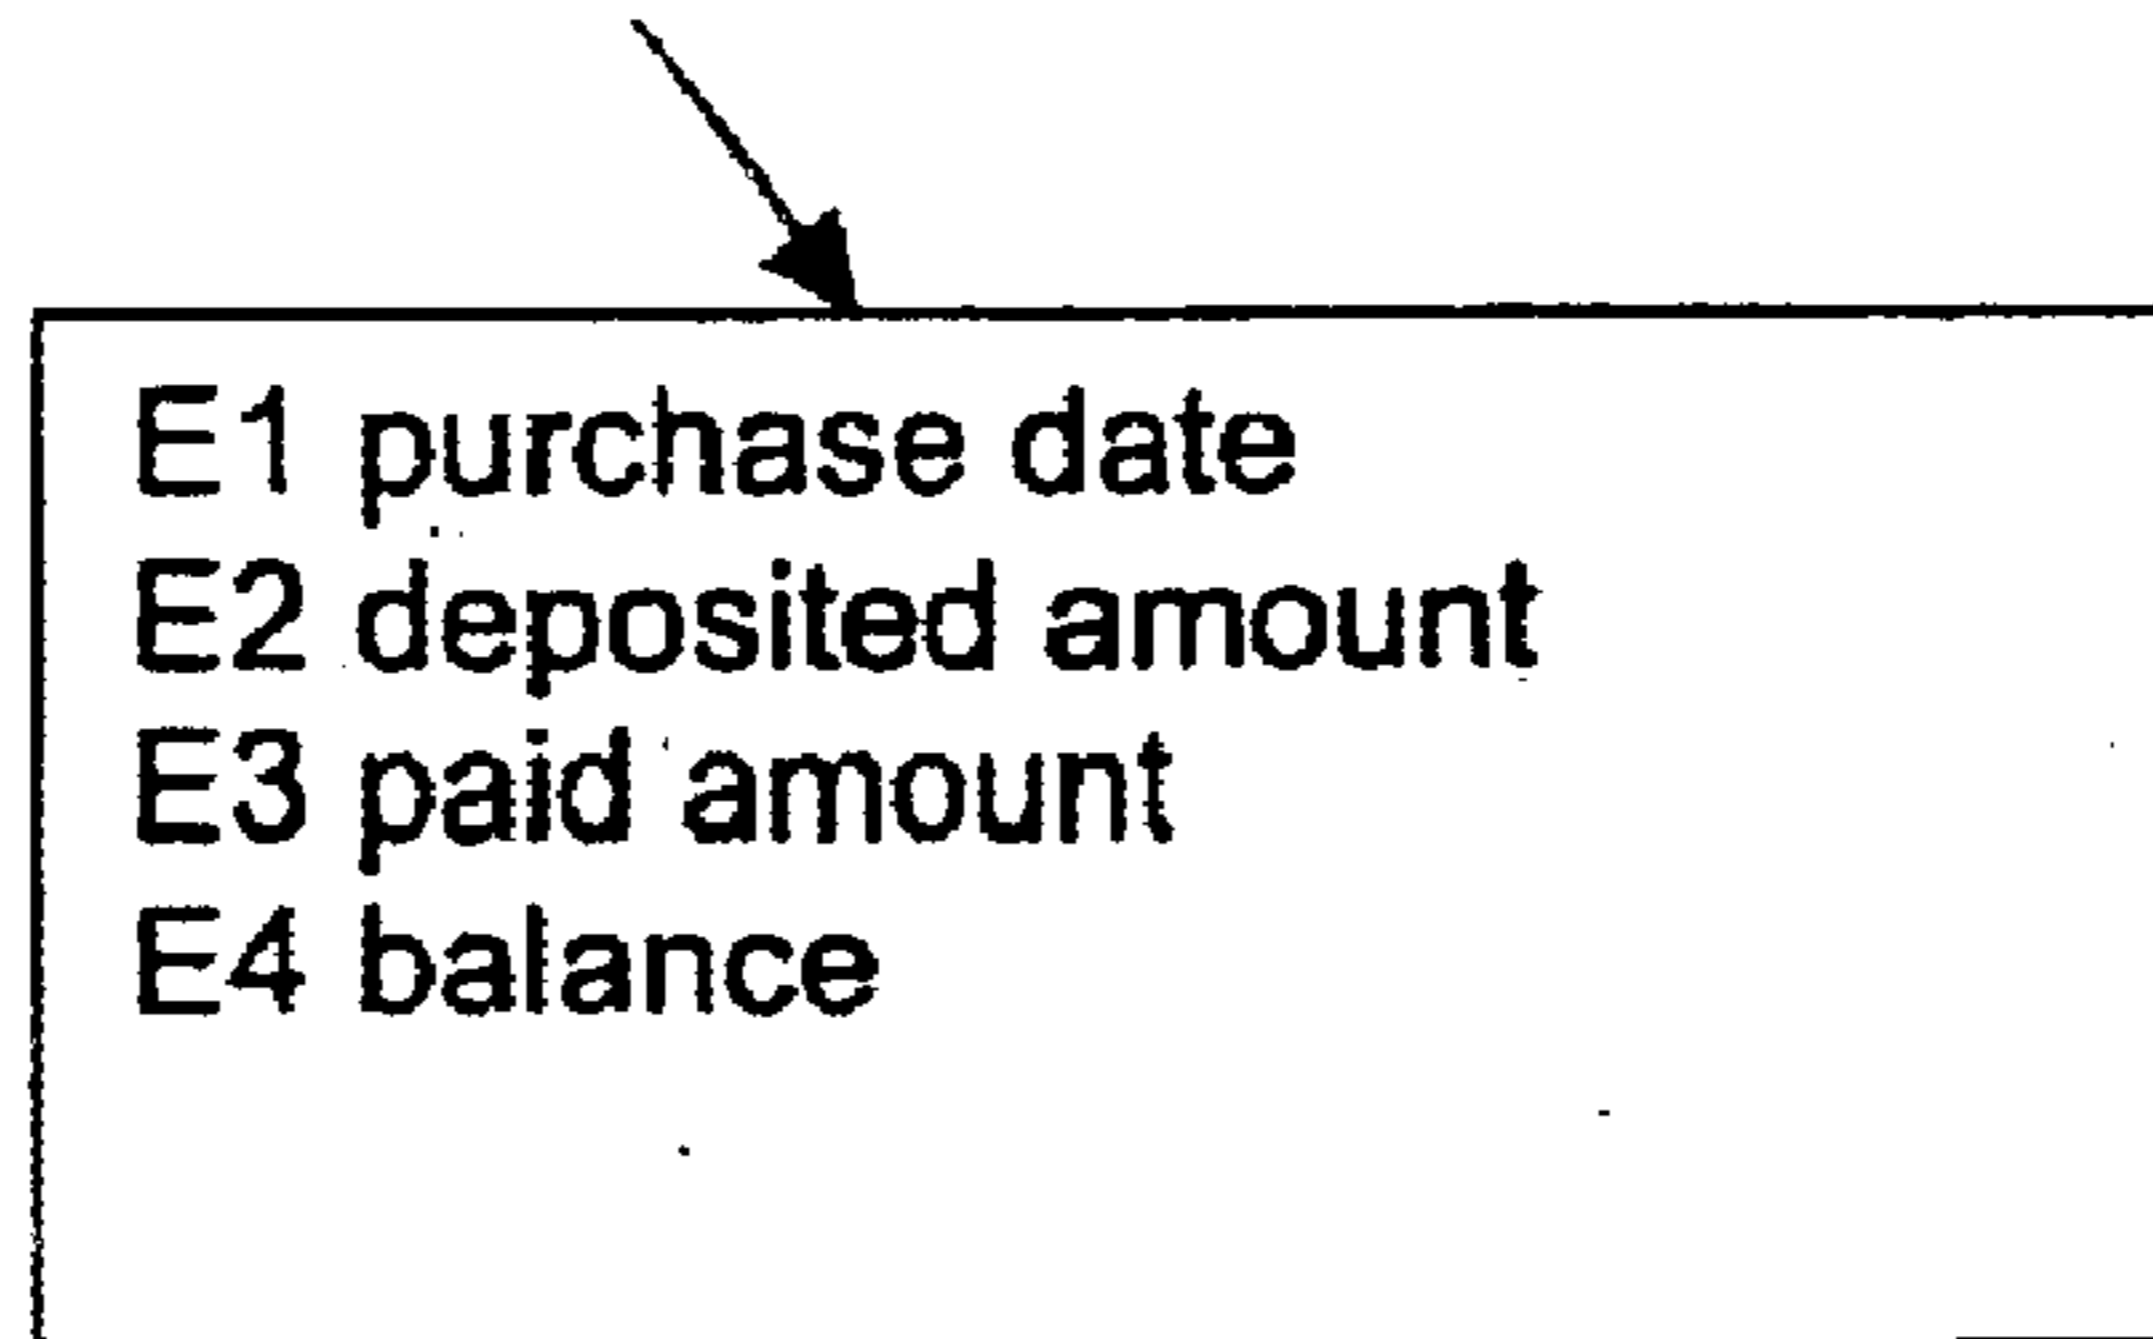 E1 purchase date
E2 deposited amount
E3 paid amount
E4 balance